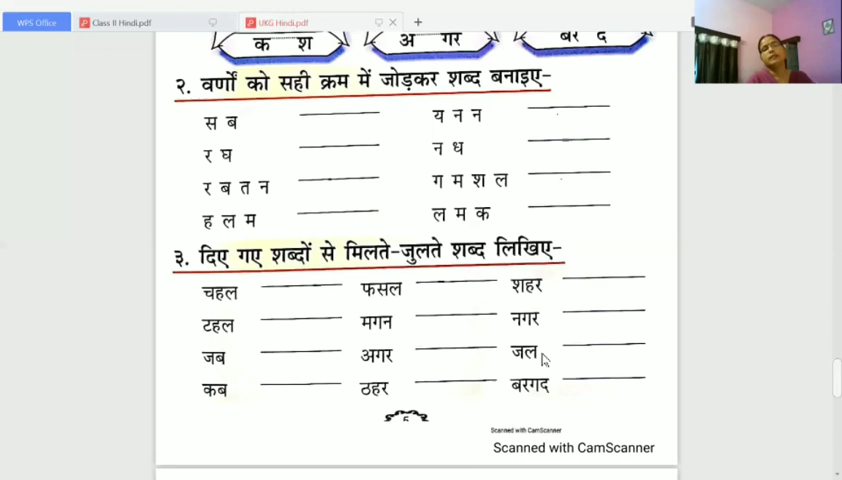 WPS Office Class II Hindi.pdf UKG Hindi.pdf
क श अ गर बर द
२. वर्णों को सही क्रम में जोड़कर शब्द बनाइए-
स ब य न न
र घ न ध
र ब त न ग म श ल
ह ल म ल म क
३. दिए गए शब्दों से मिलते-जुलते शब्द लिखिए-
चहल फसल शहर
टहल मगन नगर
जब अगर जल
कब ठहर बरगद
5
Scanned with CamScanner
Scanned with CamScanner